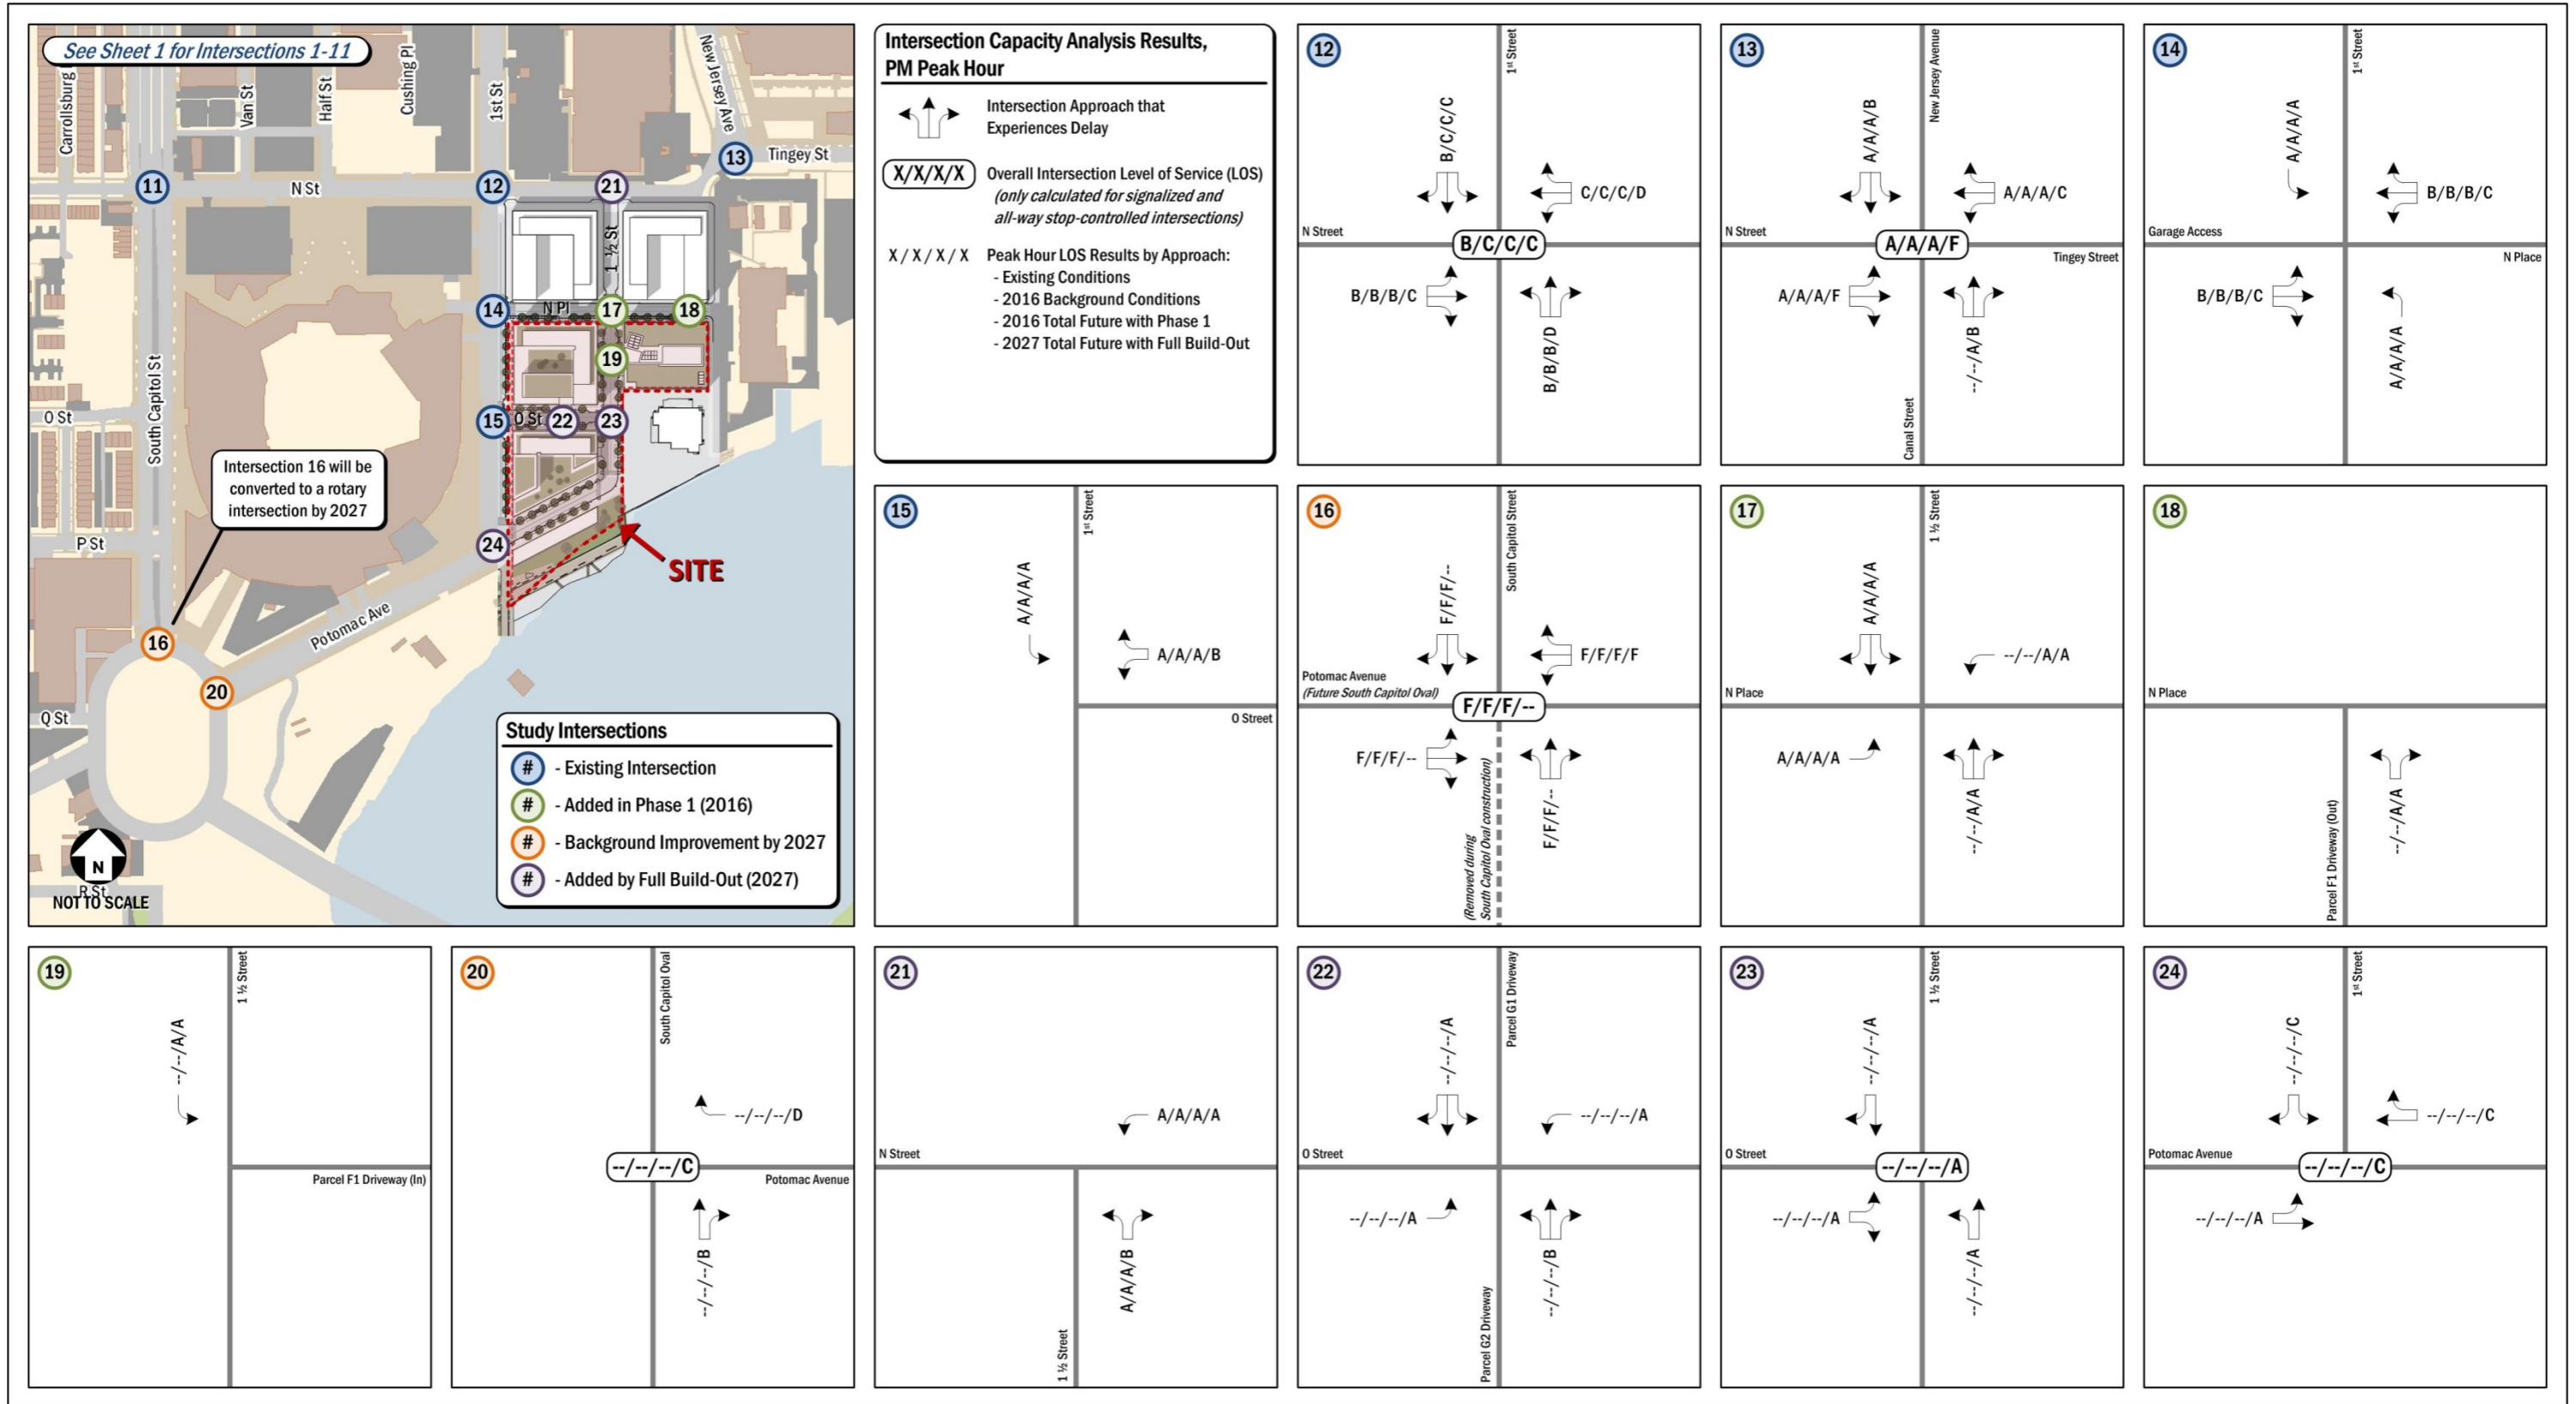 See Sheet 1 for Intersections 1-11
Carrollsburg
Van St
Half St
Cushing Pl
1st St
New Jersey Ave
Tingey St
13
11
N St
12
21
1 ½ St
14
N Pl
17
18
19
South Capitol St
O St
15
O St
22
23
Intersection 16 will be
converted to a rotary
intersection by 2027
P St
24
SITE
Potomac Ave
16
20
Q St
N
R St
NOT TO SCALE
Study Intersections
# - Existing Intersection
# - Added in Phase 1 (2016)
# - Background Improvement by 2027
# - Added by Full Build-Out (2027)
Intersection Capacity Analysis Results,
PM Peak Hour
Intersection Approach that
Experiences Delay
X/X/X/X Overall Intersection Level of Service (LOS)
(only calculated for signalized and
all-way stop-controlled intersections)
X / X / X / X Peak Hour LOS Results by Approach:
- Existing Conditions
- 2016 Background Conditions
- 2016 Total Future with Phase 1
- 2027 Total Future with Full Build-Out
12
1st Street
B/C/C/C
C/C/C/D
N Street
B/C/C/C
B/B/B/C
B/B/B/D
13
New Jersey Avenue
A/A/A/B
A/A/A/C
N Street
A/A/A/F
Tingey Street
A/A/A/F
--/--/A/B
Canal Street
14
1st Street
A/A/A/A
B/B/B/C
Garage Access
N Place
B/B/B/C
A/A/A/A
15
1st Street
A/A/A/A
A/A/A/B
O Street
16
South Capitol Street
F/F/F/--
F/F/F/F
Potomac Avenue
(Future South Capitol Oval)
F/F/F/--
F/F/F/--
F/F/F/--
(Removed during
South Capitol Oval construction)
17
1 ½ Street
A/A/A/A
--/--/A/A
N Place
A/A/A/A
--/--/A/A
18
N Place
--/--/A/A
Parcel F1 Driveway (Out)
19
1 ½ Street
--/--/A/A
Parcel F1 Driveway (In)
20
South Capitol Oval
--/--/--/D
--/--/--/C
Potomac Avenue
--/--/--/B
21
A/A/A/A
N Street
A/A/A/B
1 ½ Street
22
Parcel G1 Driveway
--/--/--/A
--/--/--/A
O Street
--/--/--/A
--/--/--/B
Parcel G2 Driveway
23
1 ½ Street
--/--/--/A
O Street
--/--/--/A
--/--/--/A
--/--/--/A
24
1st Street
--/--/--/C
--/--/--/C
Potomac Avenue
--/--/--/C
--/--/--/A